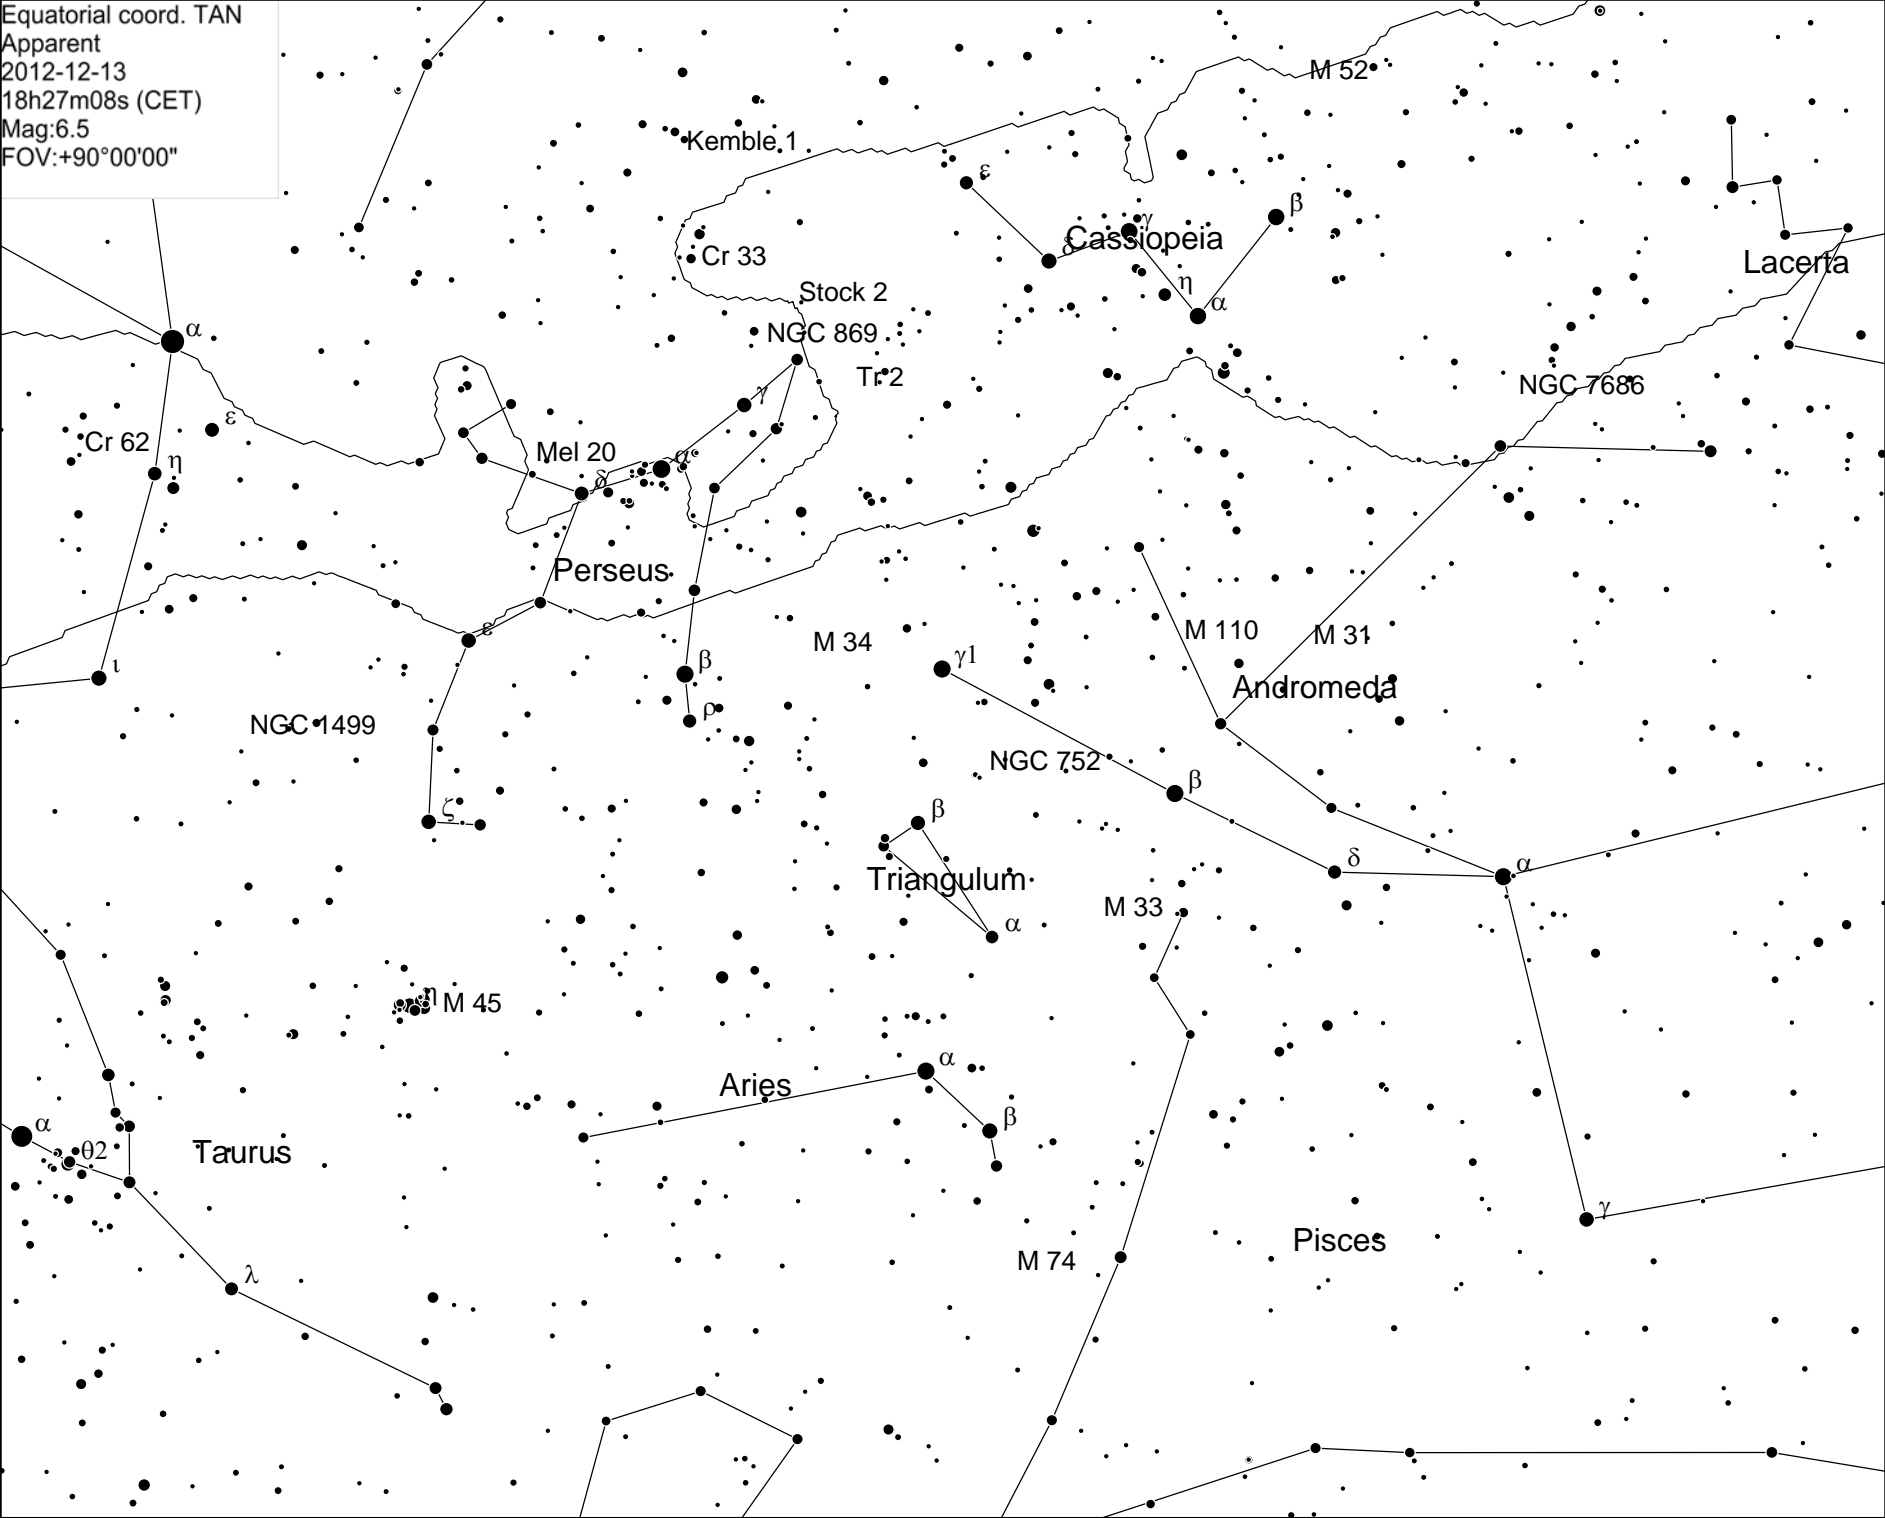 Equatorial coord. TAN
Apparent
2012-12-13
18h27m08s (CET)
Mag:6.5
FOV:+90°00'00"
M 52
Kemble 1
ε
γ
β
Cassiopeia
δ
Cr 33
Lacerta
η
Stock 2
α
α
NGC 869
Tr 2
NGC 7686
γ
ε
Cr 62
Mel 20
α
η
δ
Perseus
ε
M 34
M 110
M 31
γ1
β
ι
Andromeda
ρ
NGC 1499
NGC 752
β
ζ
β
δ
α
Triangulum
M 33
α
η
M 45
α
Aries
β
α
θ2
Taurus
γ
Pisces
M 74
λ